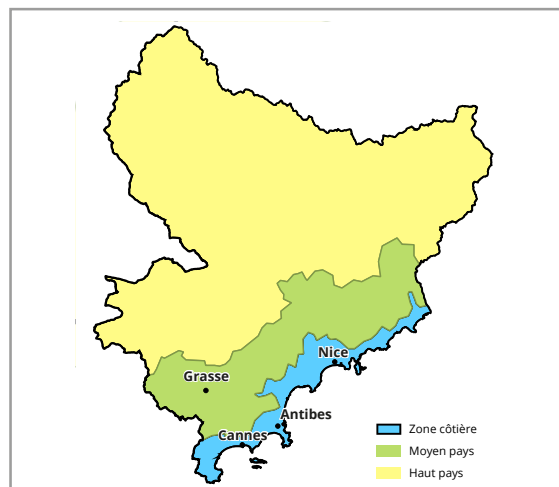 Nice
Grasse
Antibes
Cannes
Zone côtière
Moyen pays
Haut pays